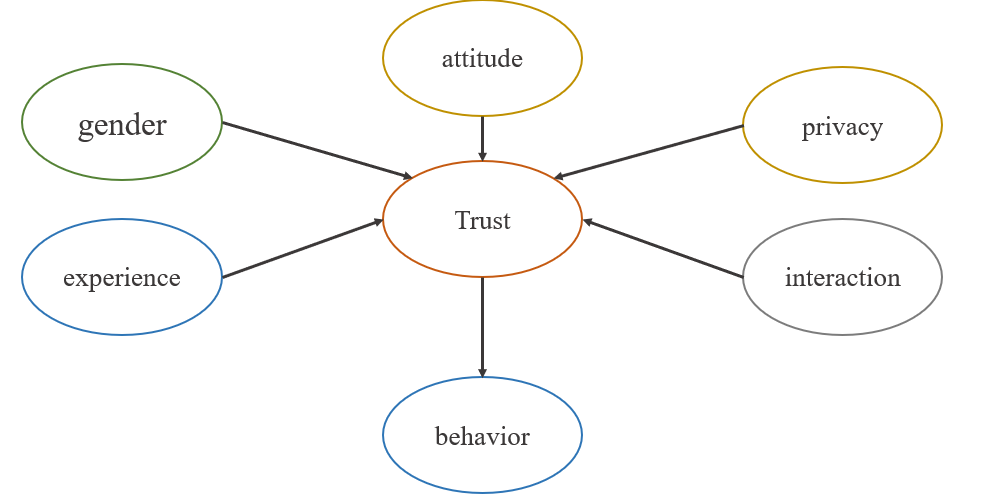 attitude
gender
privacy
Trust
experience
interaction
behavior